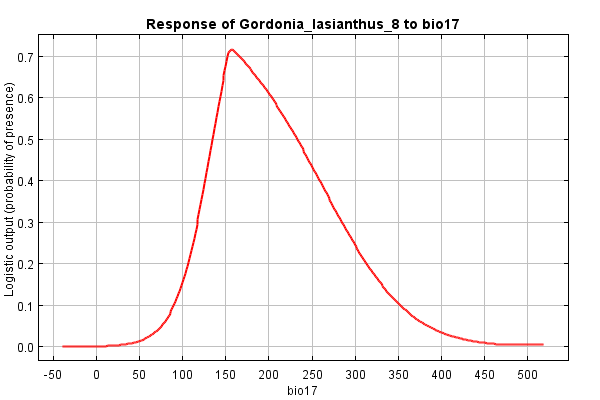 Response of Gordonia_lasianthus_8 to bio17
Logistic output (probability of presence)
0.7
0.6
0.5
0.4
0.3
0.2
0.1
0.0
-50 0 50 100 150 200 250 300 350 400 450 500
bio17